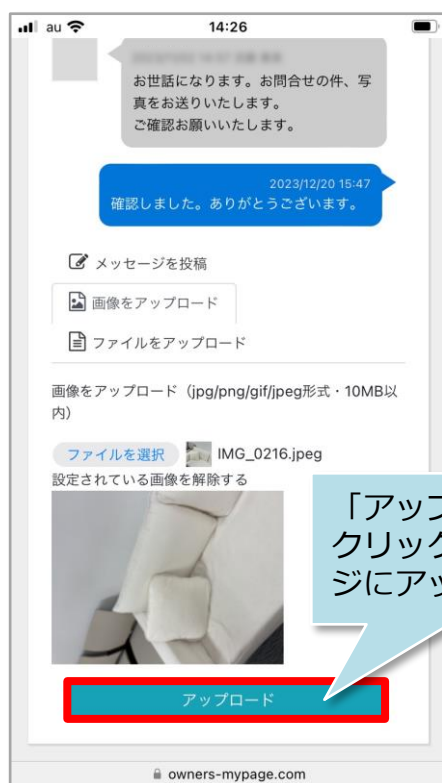 au
14:26
お世話になります。お問合せの件、写
真をお送りいたします。
ご確認お願いいたします。
2023/12/20 15:47
確認しました。ありがとうございます。
メッセージを投稿
画像をアップロード
ファイルをアップロード
画像をアップロード（jpg/png/gif/jpeg形式・10MB以
内）
ファイルを選択 IMG_0216.jpeg
設定されている画像を解除する
「アップ
クリック
ジにアッ
アップロード
owners-mypage.com